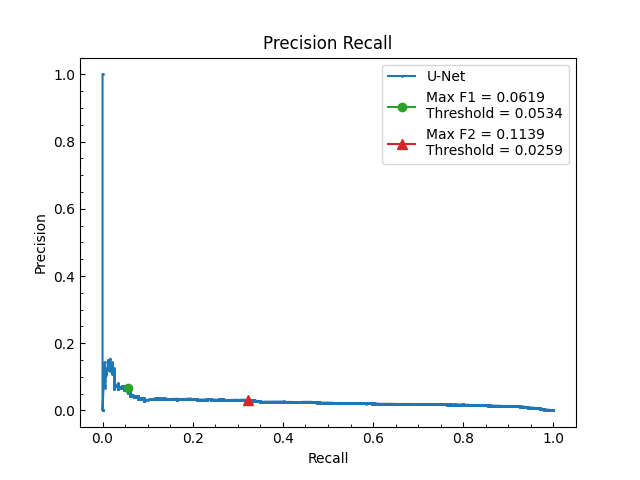 Precision Recall
U-Net
Max F1 = 0.0619
Threshold = 0.0534
Max F2 = 0.1139
Threshold = 0.0259
1.0
0.8
0.6
0.4
0.2
0.0
Precision
0.0 0.2 0.4 0.6 0.8 1.0
Recall